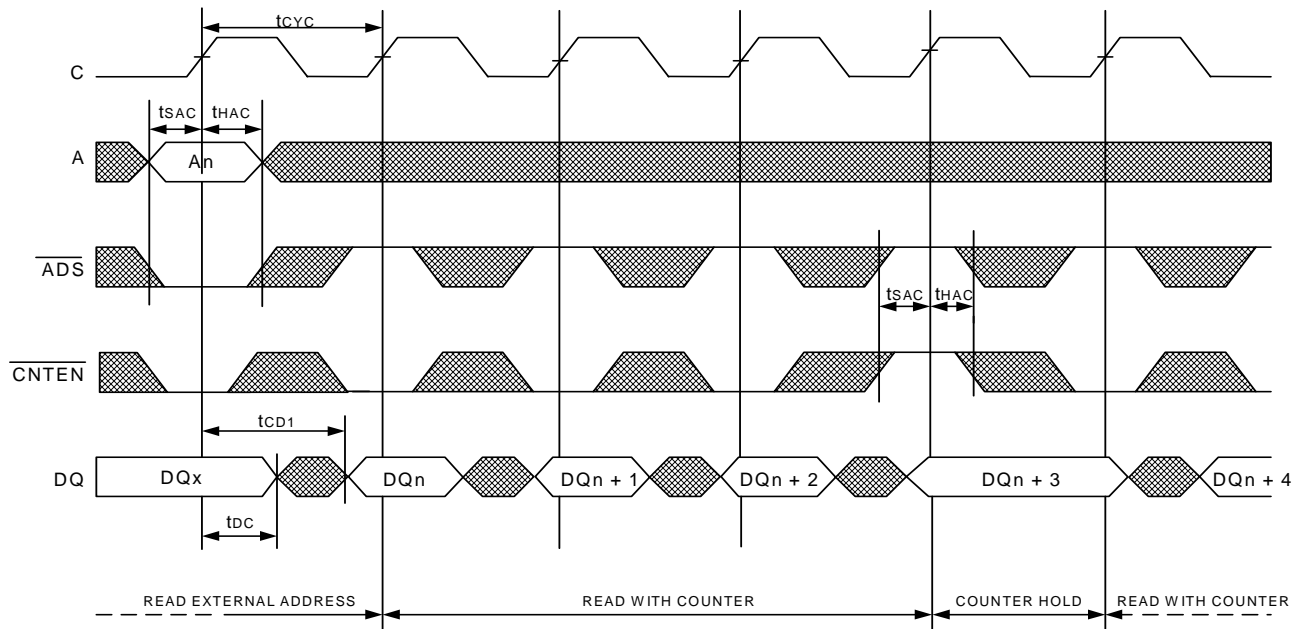 tCYC
C
tSAC tHAC
A An
ADS
tSAC tHAC
CNTEN
tCD1
DQ DQx DQn DQn + 1 DQn + 2 DQn + 3 DQn + 4
tDC
READ EXTERNAL ADDRESS READ WITH COUNTER COUNTER HOLD READ WITH COUNTER